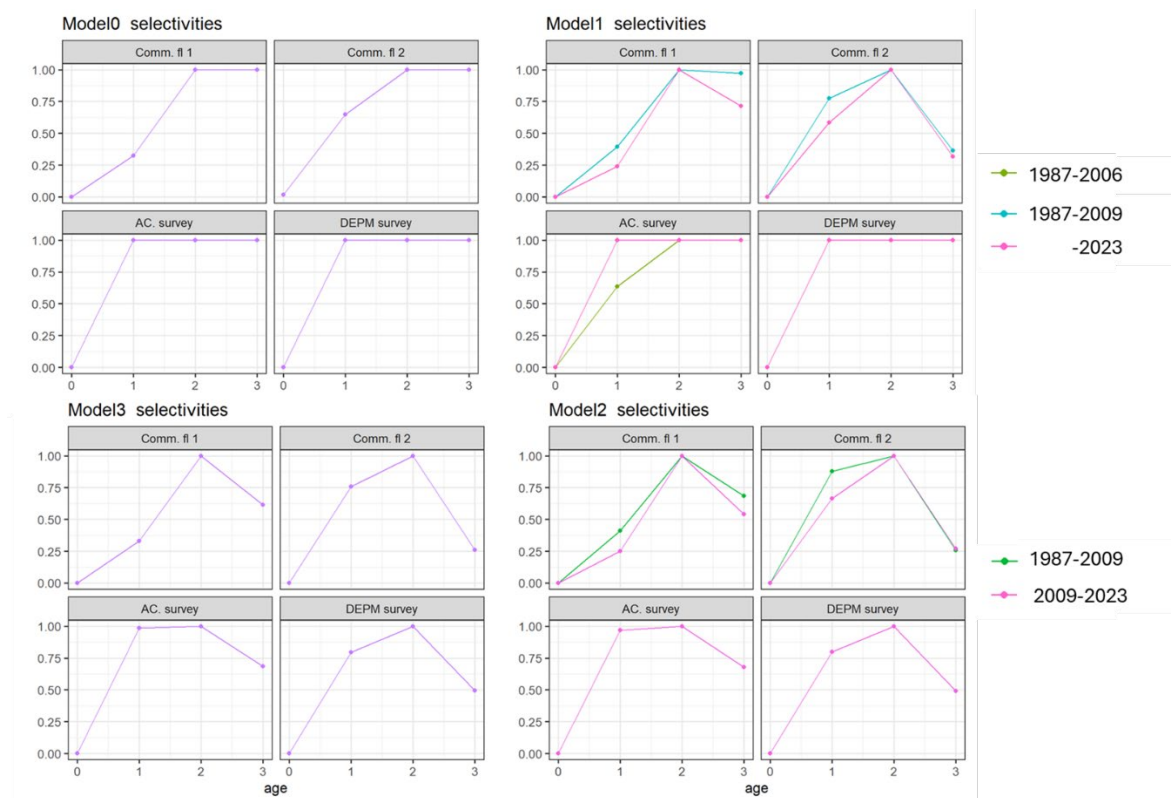 Model0 selectivities
Comm. fl 1
Comm. fl 2
1.00
0.75
0.50
0.25
0.00
AC. survey
DEPM survey
1.00
0.75
0.50
0.25
0.00
0 1 2 3
0 1 2 3
Model1 selectivities
Comm. fl 1
Comm. fl 2
1.00
0.75
0.50
0.25
0.00
AC. survey
DEPM survey
1.00
0.75
0.50
0.25
0.00
0 1 2 3
0 1 2 3
1987-2006
1987-2009
-2023
Model3 selectivities
Comm. fl 1
Comm. fl 2
1.00
0.75
0.50
0.25
0.00
AC. survey
DEPM survey
1.00
0.75
0.50
0.25
0.00
0 1 2 3
0 1 2 3
age
Model2 selectivities
Comm. fl 1
Comm. fl 2
1.00
0.75
0.50
0.25
0.00
AC. survey
DEPM survey
1.00
0.75
0.50
0.25
0.00
0 1 2 3
0 1 2 3
age
1987-2009
2009-2023